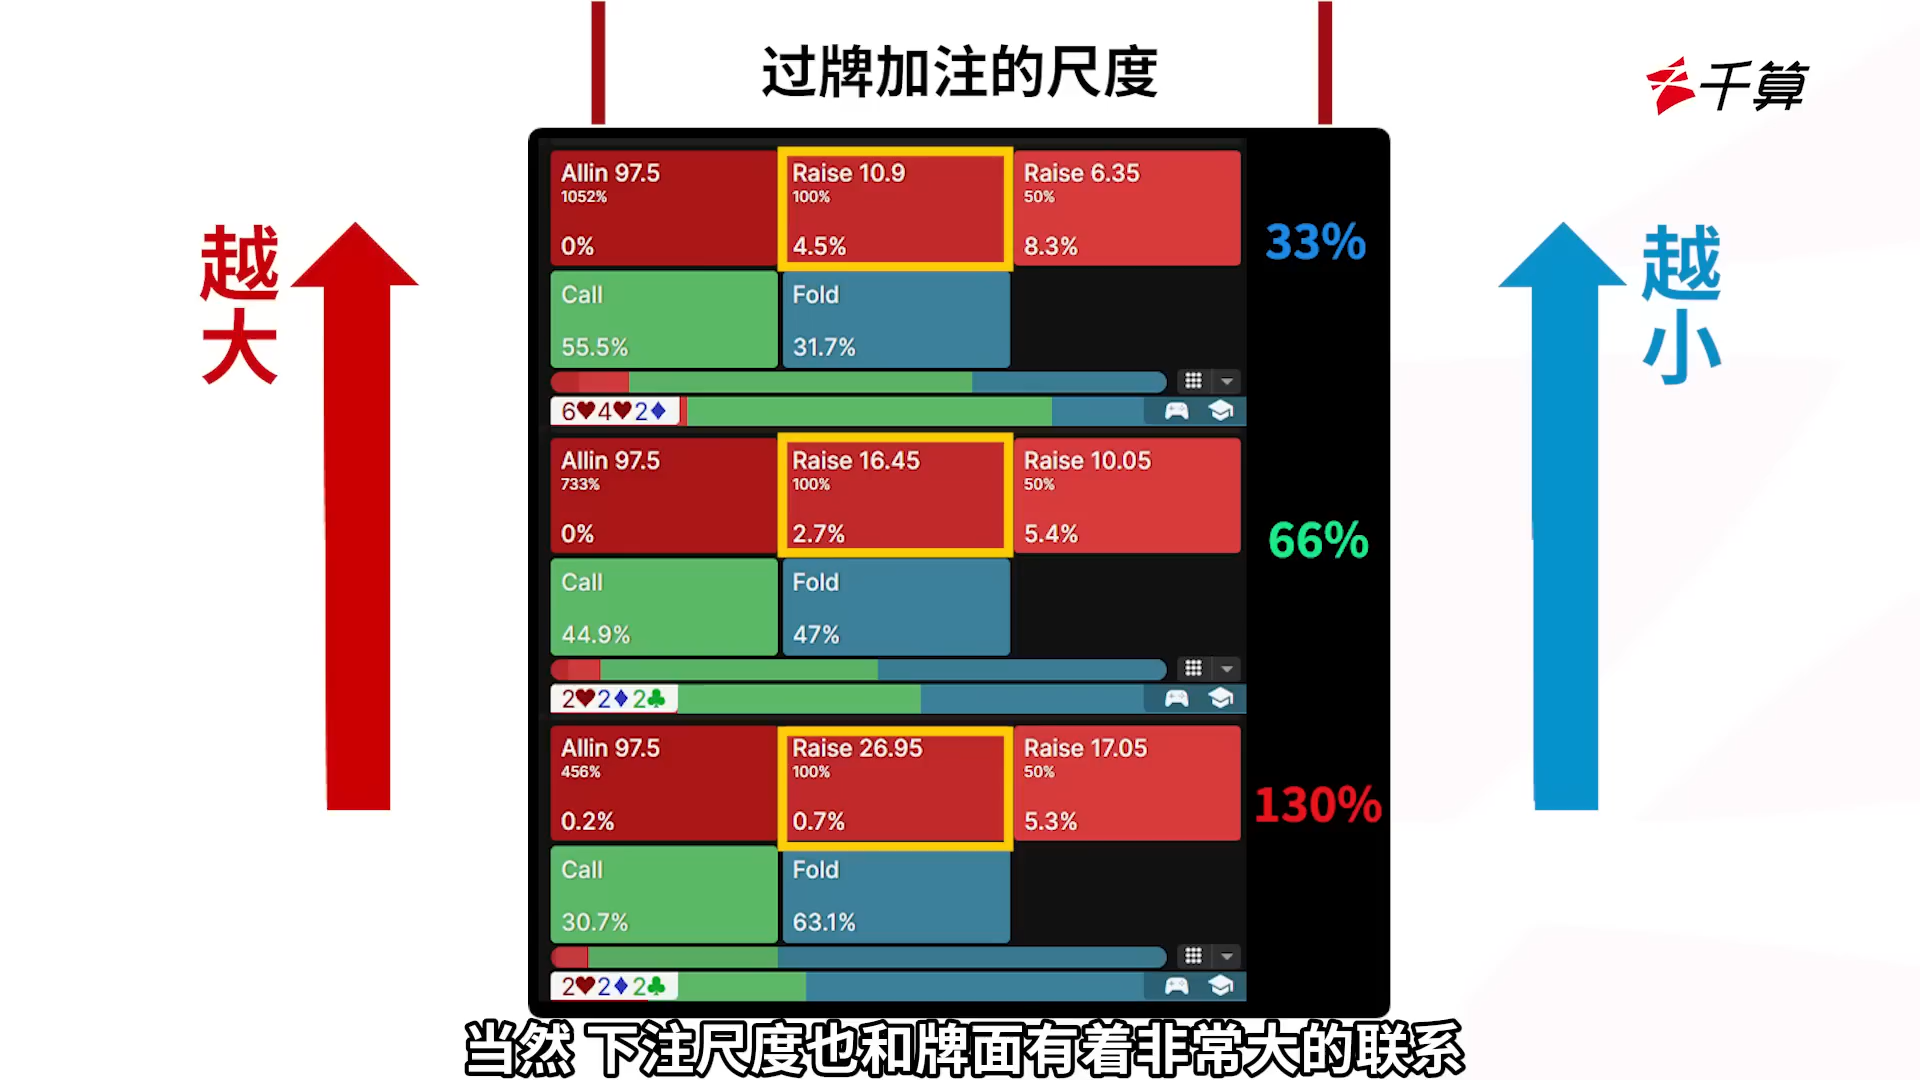 过牌加注的尺度
千算
越大
越小
Allin 97.5
1052%
0%
Raise 10.9
100%
4.5%
Raise 6.35
50%
8.3%
33%
Call
55.5%
Fold
31.7%
6♥4♥2♦
Allin 97.5
733%
0%
Raise 16.45
100%
2.7%
Raise 10.05
50%
5.4%
66%
Call
44.9%
Fold
47%
2♥2♦2♣
Allin 97.5
456%
0.2%
Raise 26.95
100%
0.7%
Raise 17.05
50%
5.3%
130%
Call
30.7%
Fold
63.1%
2♥2♦2♣
当然 下注尺度也和牌面有着非常大的联系